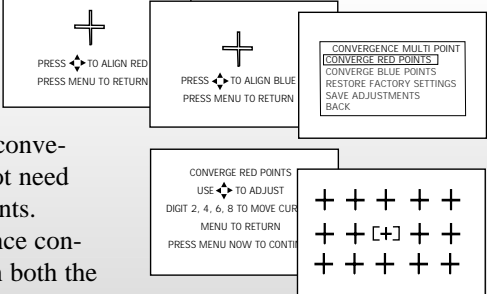 PRESS TO ALIGN RED
PRESS MENU TO RETURN
PRESS TO ALIGN BLUE
PRESS MENU TO RETURN
CONVERGENCE MULTI POINT
CONVERGE RED POINTS
CONVERGE BLUE POINTS
RESTORE FACTORY SETTINGS
SAVE ADJUSTMENTS
BACK
conve-
ot need
nts.
nce con-
n both the
CONVERGE RED POINTS
USE TO ADJUST
DIGIT 2, 4, 6, 8 TO MOVE CUR
MENU TO RETURN
PRESS MENU NOW TO CONTI